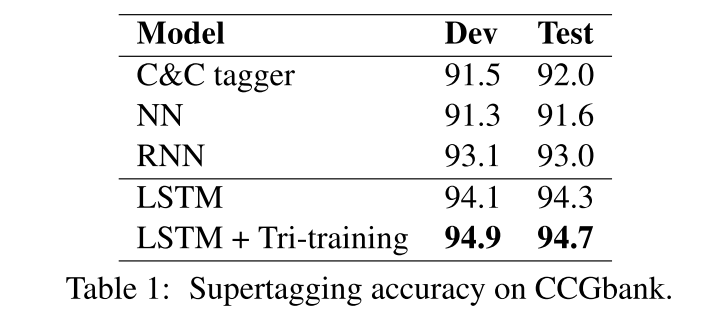 Model Dev Test
C&C tagger 91.5 92.0
NN 91.3 91.6
RNN 93.1 93.0
LSTM 94.1 94.3
LSTM + Tri-training 94.9 94.7
Table 1: Supertagging accuracy on CCGbank.